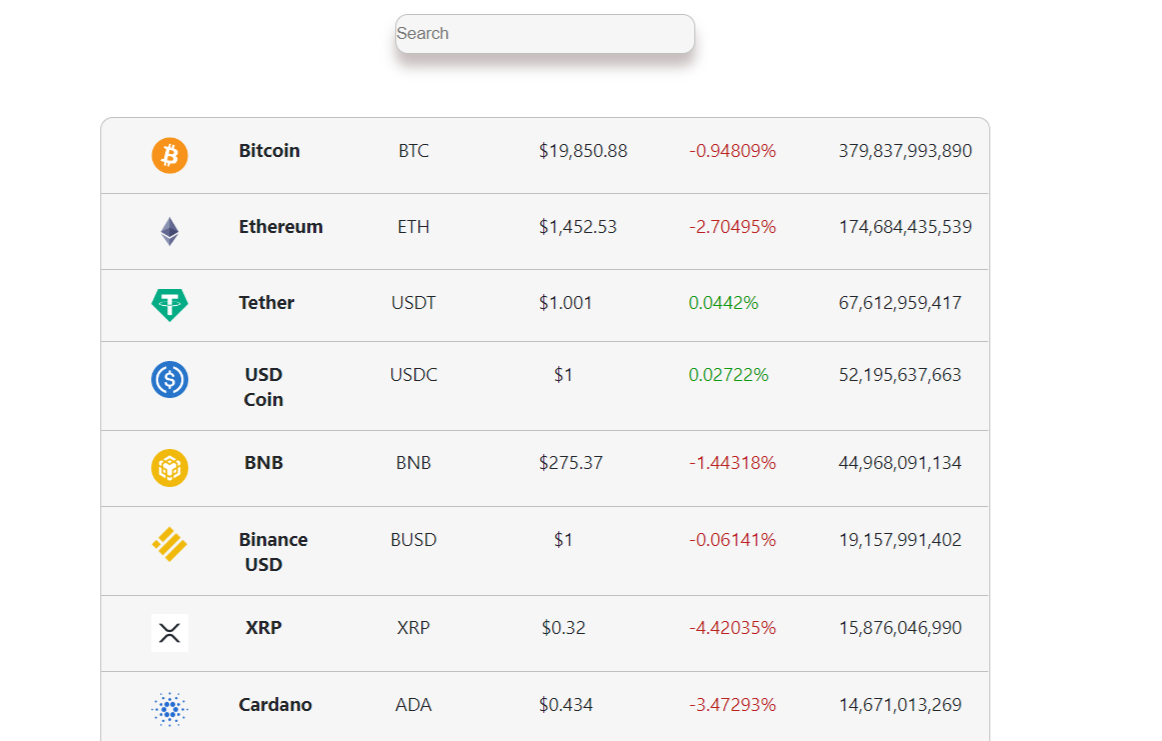 Search
Bitcoin BTC $19,850.88 -0.94809% 379,837,993,890
Ethereum ETH $1,452.53 -2.70495% 174,684,435,539
Tether USDT $1.001 0.0442% 67,612,959,417
USD Coin USDC $1 0.02722% 52,195,637,663
BNB BNB $275.37 -1.44318% 44,968,091,134
Binance USD BUSD $1 -0.06141% 19,157,991,402
XRP XRP $0.32 -4.42035% 15,876,046,990
Cardano ADA $0.434 -3.47293% 14,671,013,269